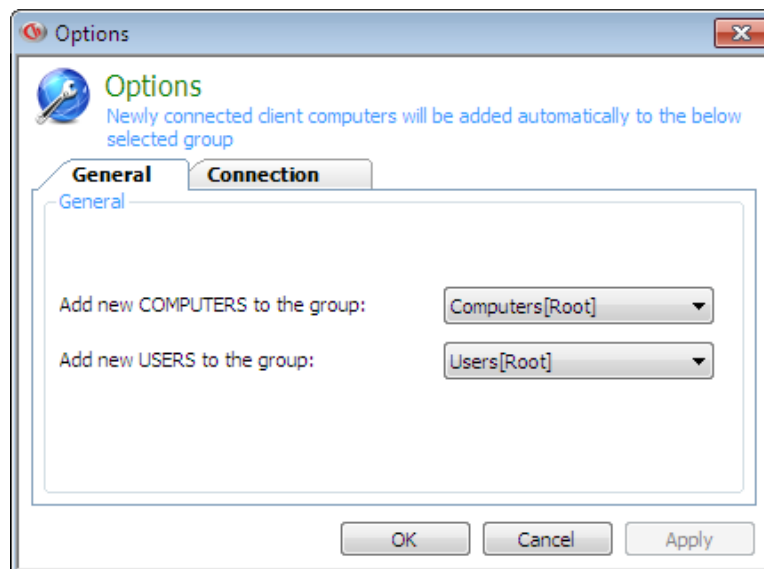 Options
Options
Newly connected client computers will be added automatically to the below
selected group
General Connection
General
Add new COMPUTERS to the group: Computers[Root]
Add new USERS to the group: Users[Root]
OK Cancel Apply